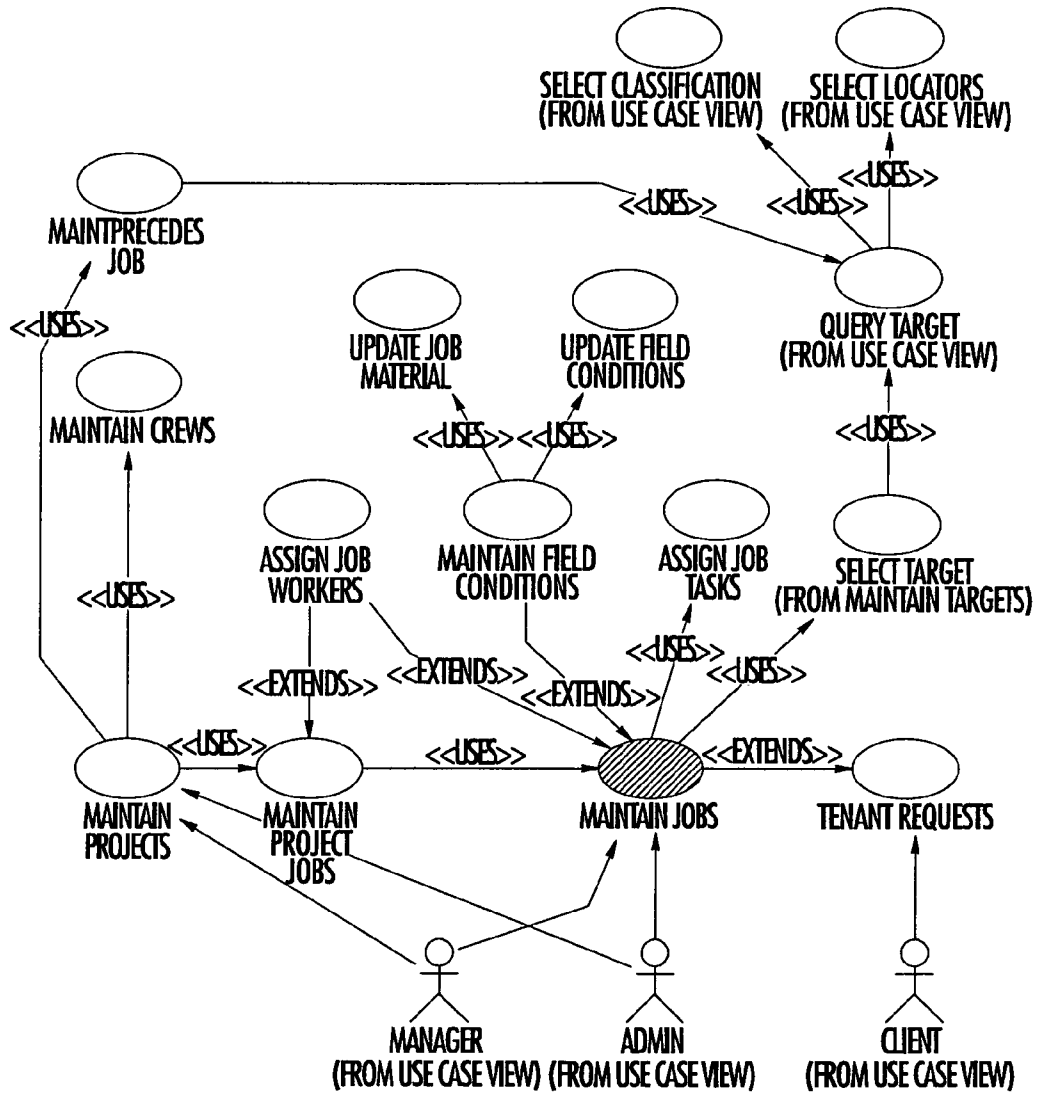 SELECT CLASSIFICATION
(FROM USE CASE VIEW)
SELECT LOCATORS
(FROM USE CASE VIEW)
<<USES>>
<<USES>>
<<USES>>
MAINTPRECEDES
JOB
<<USES>>
QUERY TARGET
(FROM USE CASE VIEW)
UPDATE JOB
MATERIAL
UPDATE FIELD
CONDITIONS
MAINTAIN CREWS
<<USES>>
<<USES>>
<<USES>>
ASSIGN JOB
WORKERS
MAINTAIN FIELD
CONDITIONS
ASSIGN JOB
TASKS
SELECT TARGET
(FROM MAINTAIN TARGETS)
<<USES>>
<<EXTENDS>>
<<EXTENDS>>
<<EXTENDS>>
<<USES>>
<<USES>>
<<USES>>
<<USES>>
<<EXTENDS>>
MAINTAIN
PROJECTS
MAINTAIN
PROJECT
JOBS
MAINTAIN JOBS
TENANT REQUESTS
MANAGER
(FROM USE CASE VIEW)
ADMIN
(FROM USE CASE VIEW)
CLIENT
(FROM USE CASE VIEW)